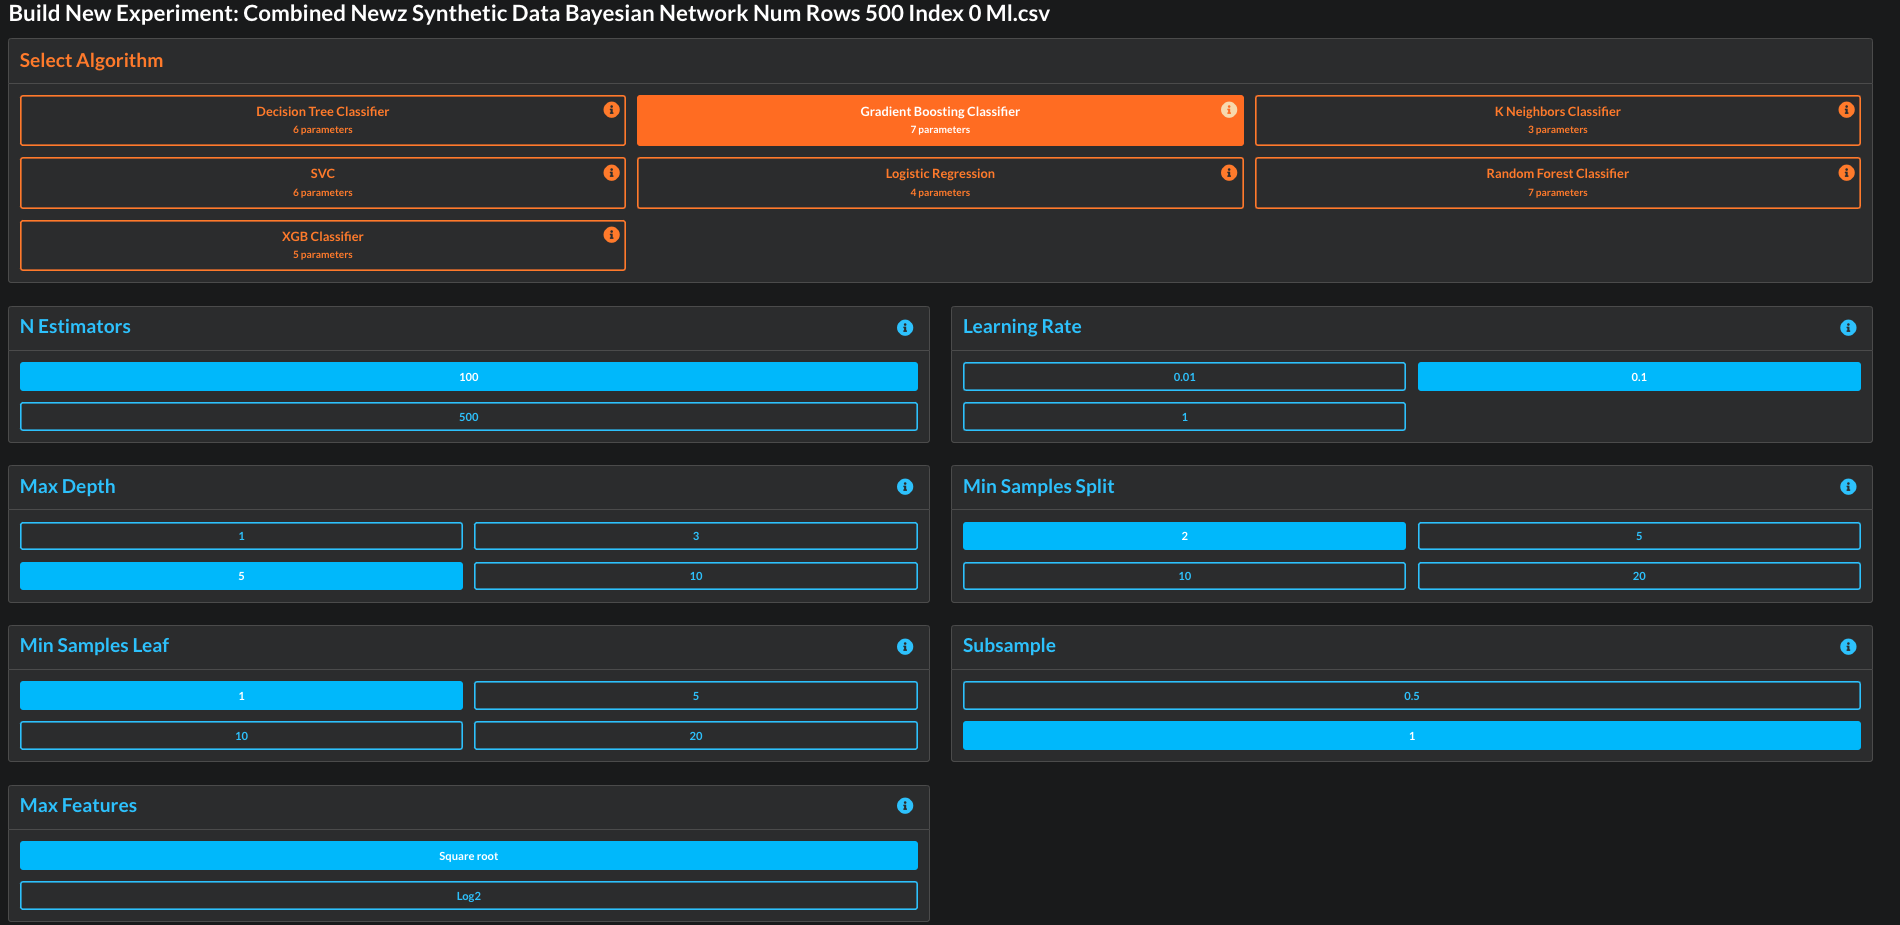 Build New Experiment: Combined Newz Synthetic Data Bayesian Network Num Rows 500 Index 0 Ml.csv
Select Algorithm
Decision Tree Classifier
6 parameters
Gradient Boosting Classifier
7 parameters
K Neighbors Classifier
3 parameters
SVC
6 parameters
Logistic Regression
4 parameters
Random Forest Classifier
7 parameters
XGB Classifier
5 parameters
N Estimators
100
500
Learning Rate
0.01
0.1
1
Max Depth
1
3
5
10
Min Samples Split
2
5
10
20
Min Samples Leaf
1
5
10
20
Subsample
0.5
1
Max Features
Square root
Log2